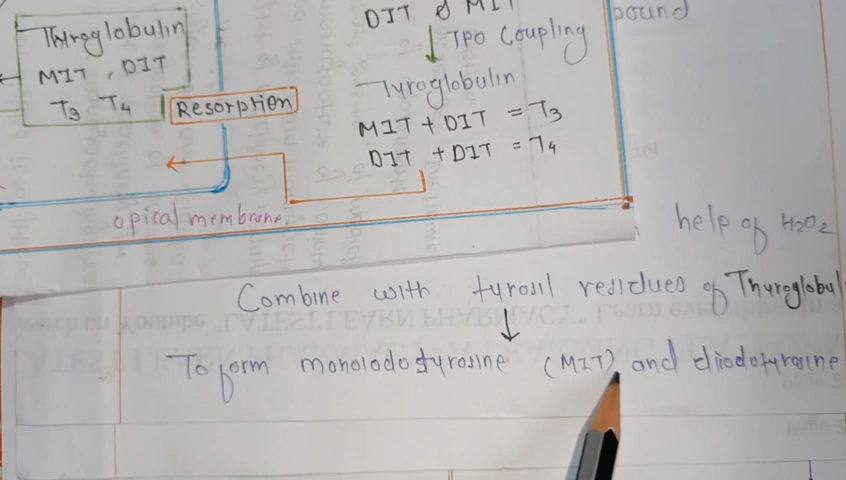 Thyroglobulin
MIT, DIT
T3 T4
Resorption
DIT & MIT
TPO Coupling
Tyroglobulin
MIT + DIT = T3
DIT + DIT = T4
opical membrane.
bound
help of H2O2
Combine with tyrosil residues of Thyroglobul
To form monoiodotyrosine (MIT) and diiodotyrosine